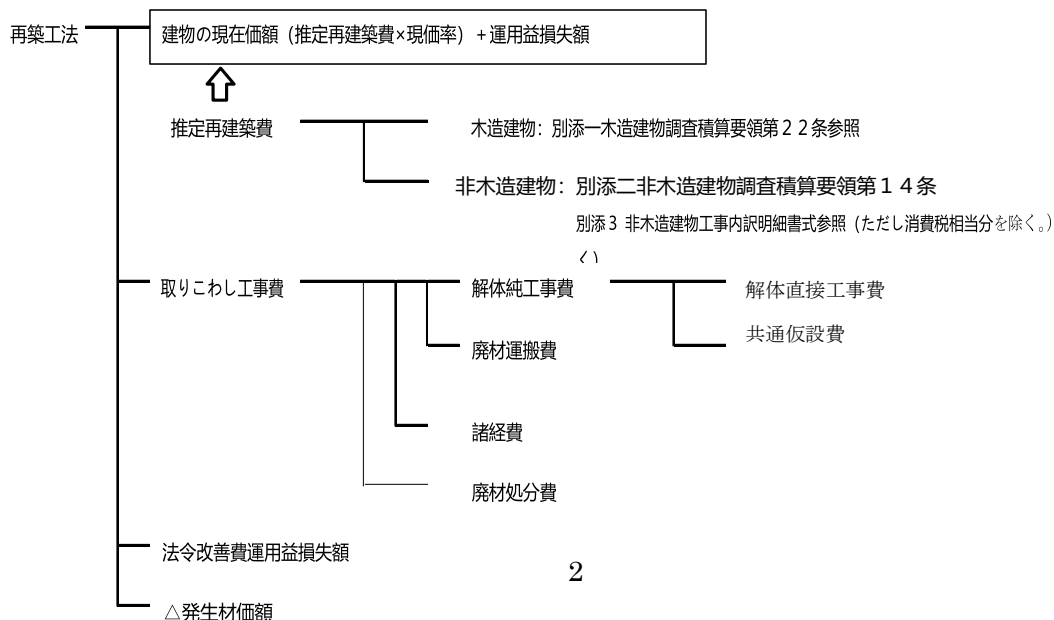 再築工法
建物の現在価額（推定再建築費×現価率）+運用益損失額
推定再建築費
木造建物：別添一木造建物調査積算要領第２２条参照
非木造建物：別添二非木造建物調査積算要領第１４条
別添３ 非木造建物工事内訳明細書式参照（ただし消費税相当分を除く。）
取りこわし工事費
解体純工事費
解体直接工事費
共通仮設費
廃材運搬費
諸経費
廃材処分費
法令改善費運用益損失額
2
△発生材価額